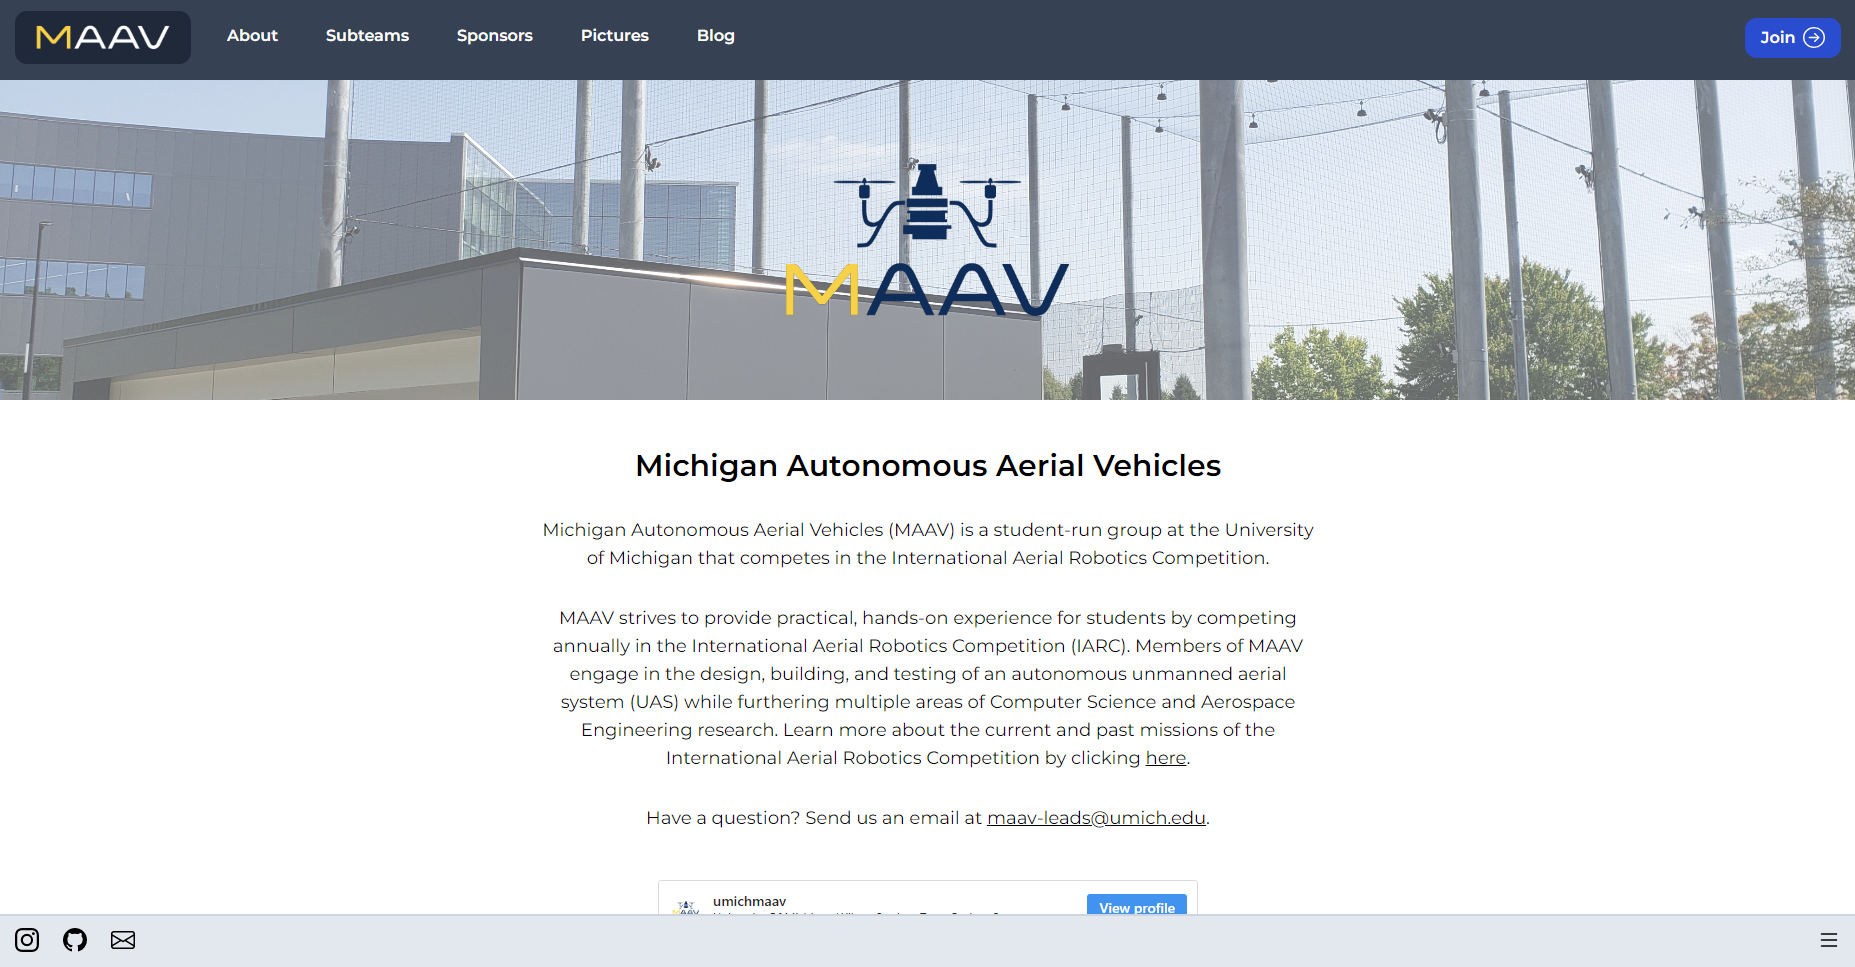 MAAV About Subteams Sponsors Pictures Blog Join
MAAV
Michigan Autonomous Aerial Vehicles
Michigan Autonomous Aerial Vehicles (MAAV) is a student-run group at the University
of Michigan that competes in the International Aerial Robotics Competition.
MAAV strives to provide practical, hands-on experience for students by competing
annually in the International Aerial Robotics Competition (IARC). Members of MAAV
engage in the design, building, and testing of an autonomous unmanned aerial
system (UAS) while furthering multiple areas of Computer Science and Aerospace
Engineering research. Learn more about the current and past missions of the
International Aerial Robotics Competition by clicking here.
Have a question? Send us an email at maav-leads@umich.edu.
umichmaav
View profile